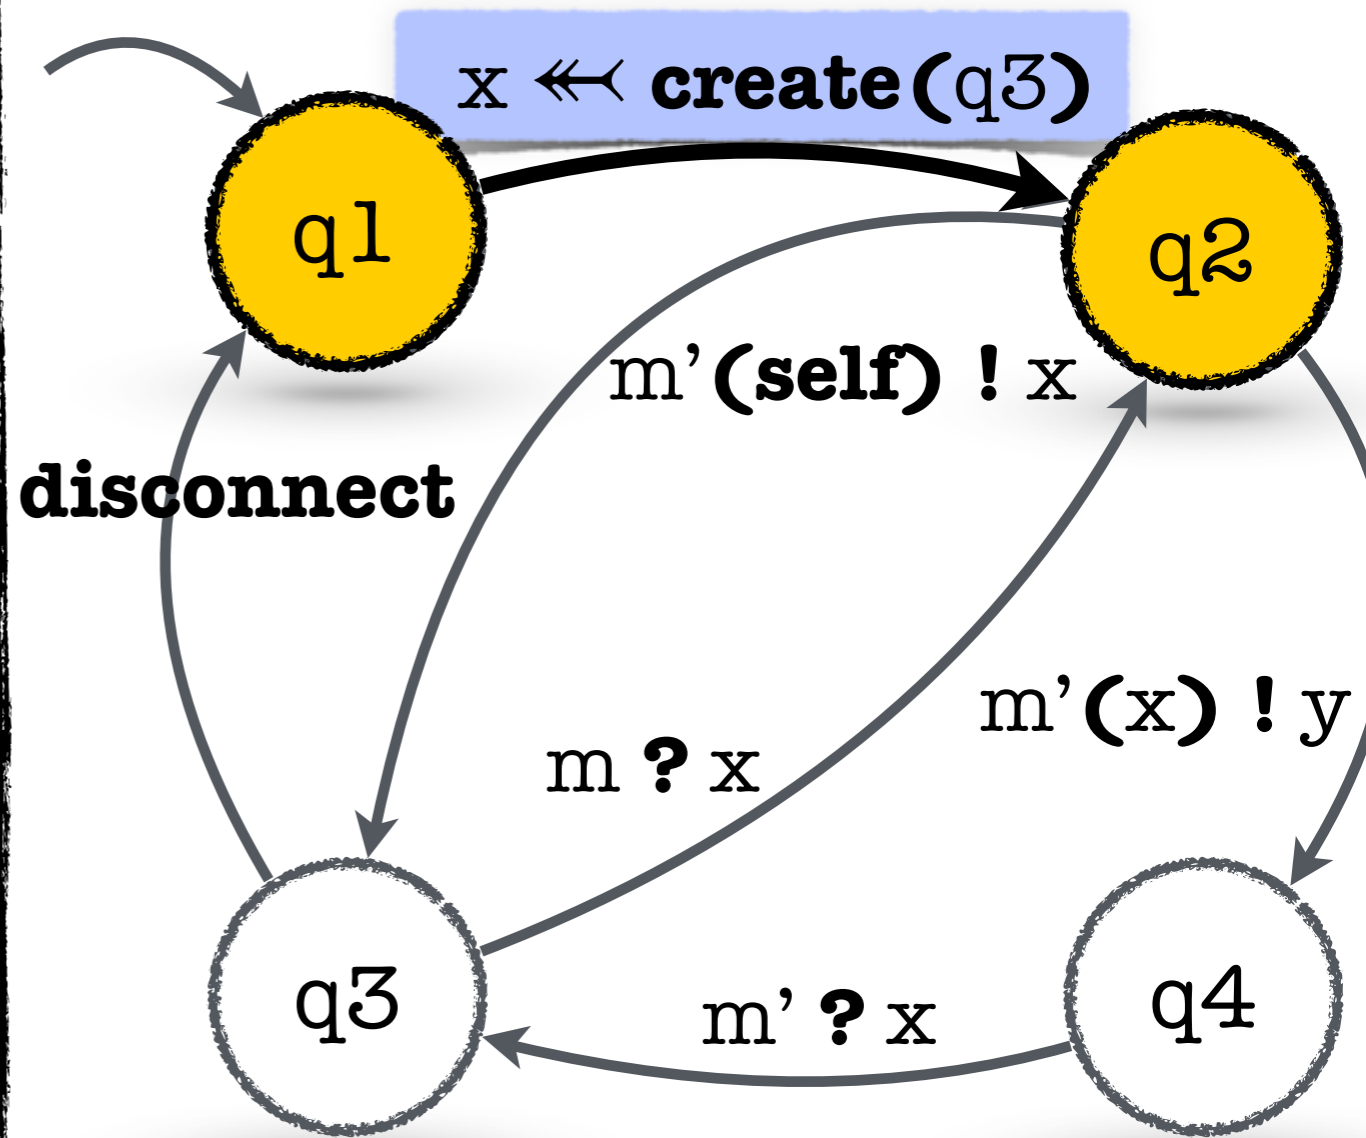 x ⤛ create(q3)
q1
q2
m’(self) ! x
disconnect
m’(x) ! y
m ? x
q3
m’ ? x
q4